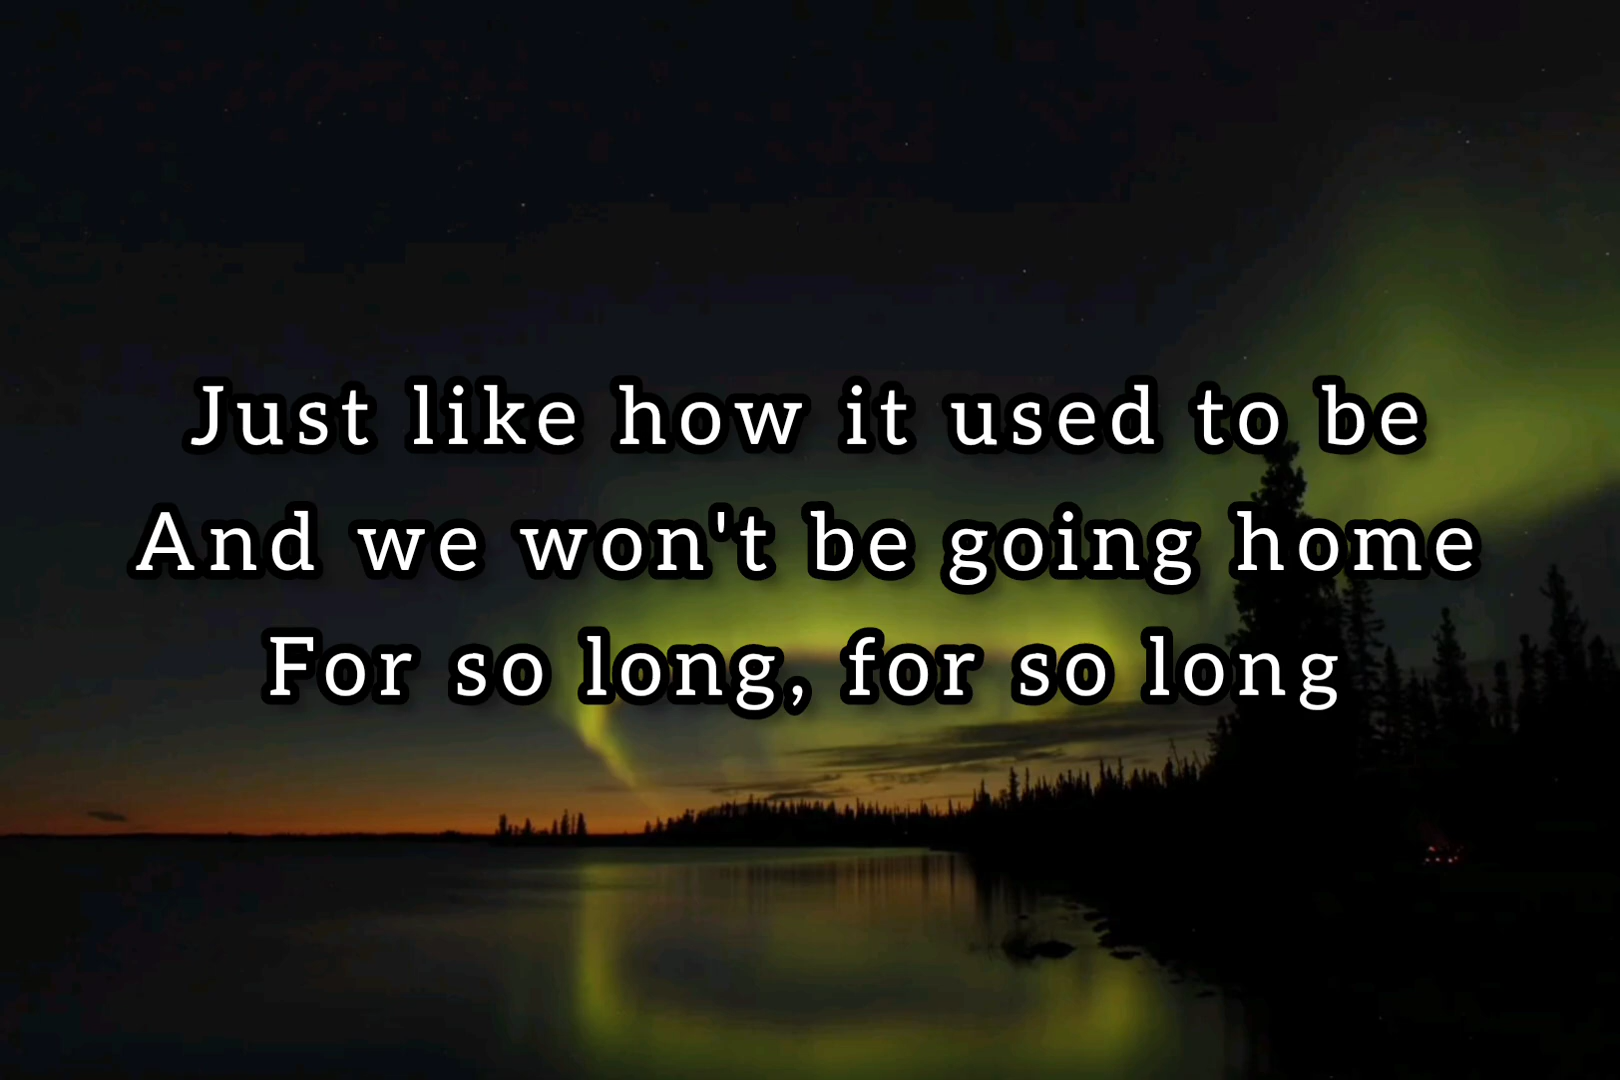 Just like how it used to be
And we won't be going home
For so long, for so long